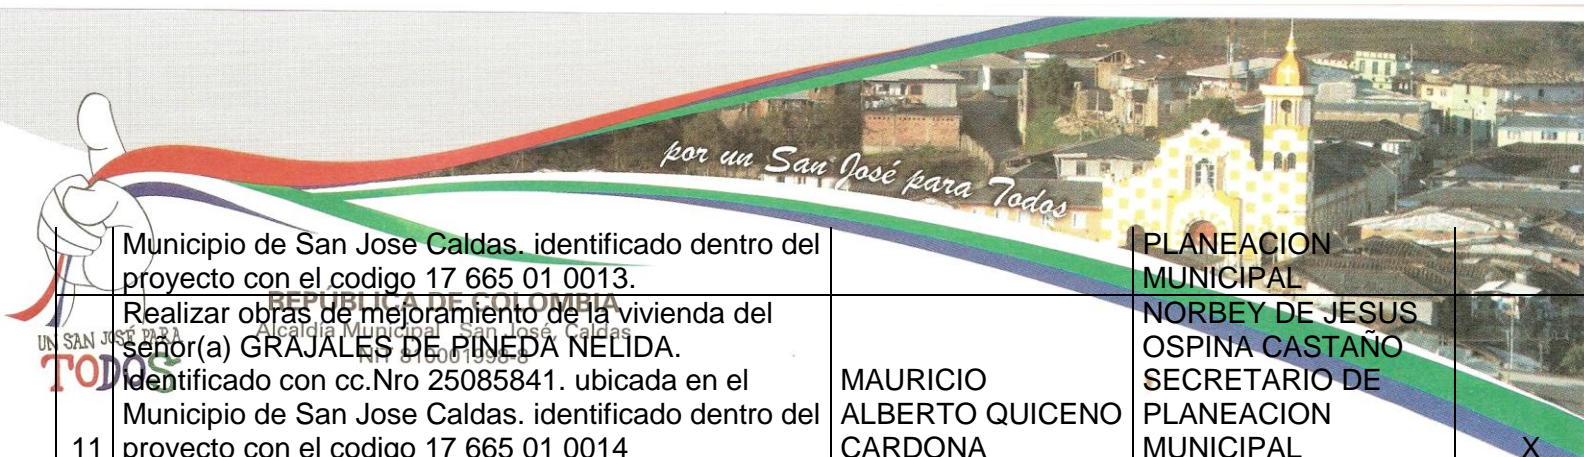 por un San José para Todos
Municipio de San Jose Caldas. identificado dentro del
proyecto con el codigo 17 665 01 0013.
PLANEACION
MUNICIPAL
REPÚBLICA DE COLOMBIA
Alcaldía Municipal San José, Caldas
NIT 810001998-8
UN SAN JOSÉ PARA
TODOS
11
Realizar obras de mejoramiento de la vivienda del
señor(a) GRAJALES DE PINEDA NELIDA.
identificado con cc.Nro 25085841. ubicada en el
Municipio de San Jose Caldas. identificado dentro del
proyecto con el codigo 17 665 01 0014
MAURICIO
ALBERTO QUICENO
CARDONA
NORBEY DE JESUS
OSPINA CASTAÑO
SECRETARIO DE
PLANEACION
MUNICIPAL
X